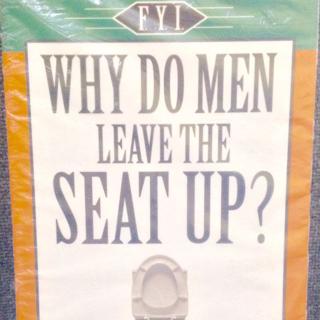 FYI
WHY DO MEN
LEAVE THE
SEAT UP?